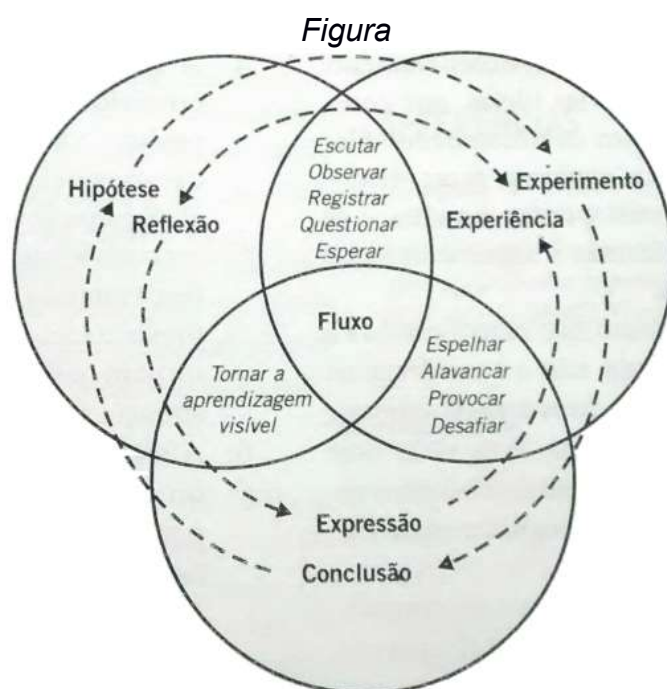 Figura
Escutar
Observar
Registrar
Questionar
Esperar
Hipótese
Reflexão
Experimento
Experiência
Fluxo
Tornar a
aprendizagem
visível
Espelhar
Alavancar
Provocar
Desafiar
Expressão
Conclusão